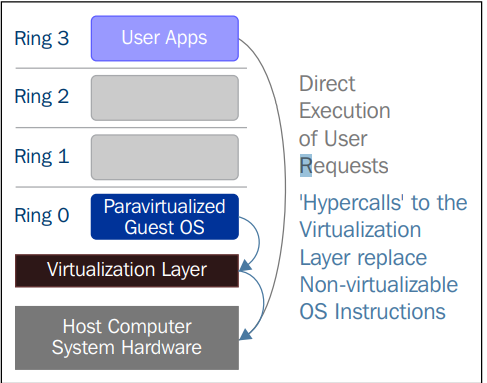 Ring 3
User Apps
Ring 2
Ring 1
Ring 0
Paravirtualized
Guest OS
Virtualization Layer
Host Computer
System Hardware
Direct
Execution
of User
Requests
'Hypercalls' to the
Virtualization
Layer replace
Non-virtualizable
OS Instructions